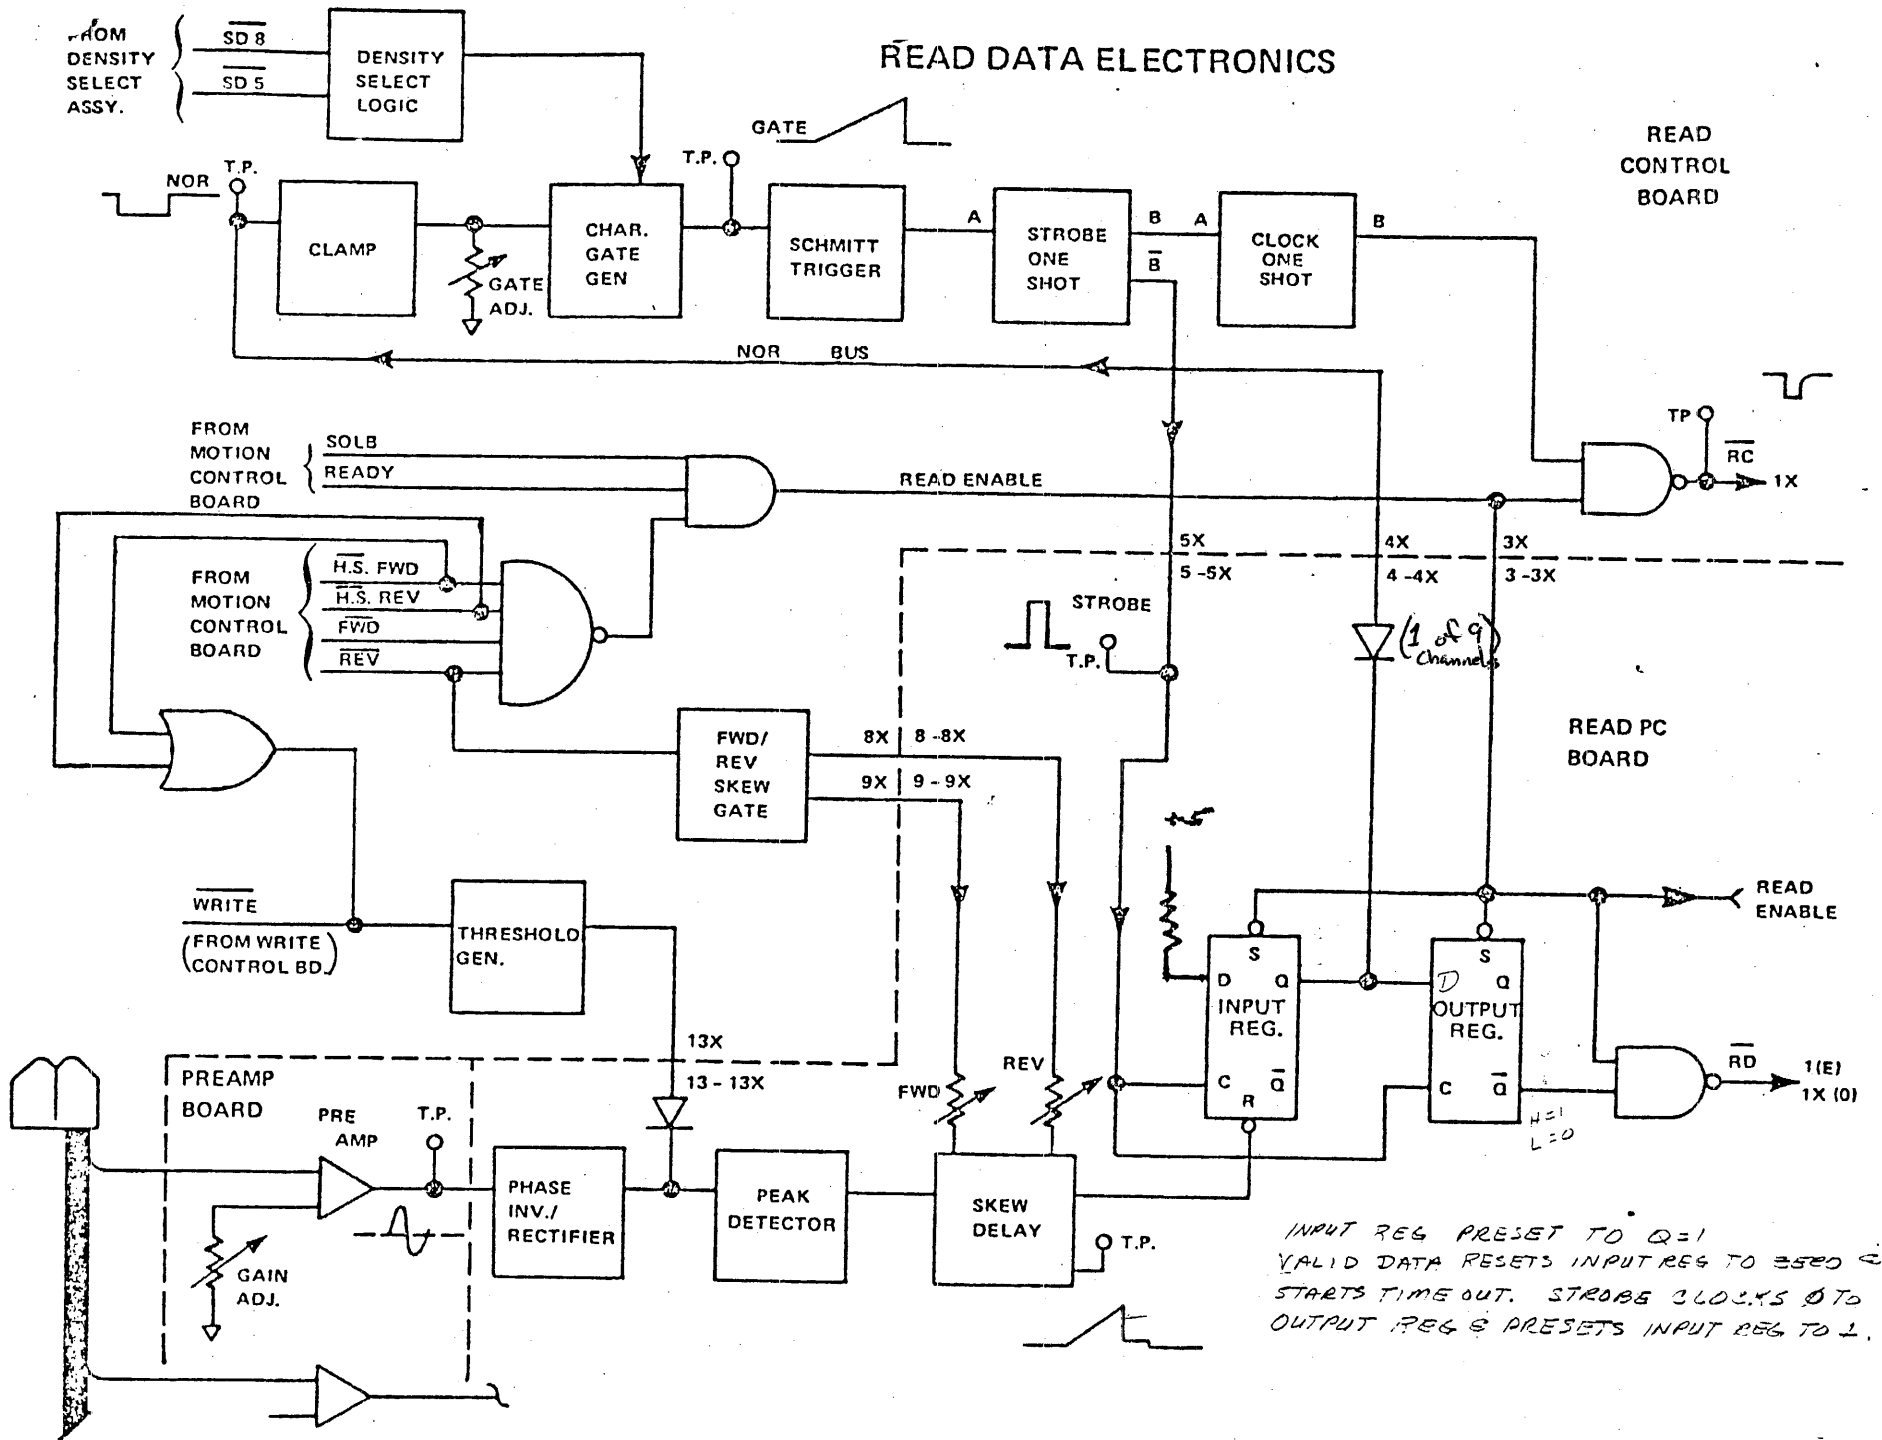 READ DATA ELECTRONICS
FROM
DENSITY
SELECT
ASSY.
SD 8
SD 5
DENSITY
SELECT
LOGIC
GATE
READ
CONTROL
BOARD
NOR
T.P.
CLAMP
GATE
ADJ.
CHAR.
GATE
GEN
T.P.
SCHMITT
TRIGGER
A
STROBE
ONE
SHOT
B
B
A
CLOCK
ONE
SHOT
B
NOR BUS
FROM
MOTION
CONTROL
BOARD
SOLB
READY
READ ENABLE
TP
RC
1X
FROM
MOTION
CONTROL
BOARD
H.S. FWD
H.S. REV
FWD
REV
5X
5 -5X
4X
4 -4X
3X
3 -3X
STROBE
T.P.
(1 of 9)
Channels
READ PC
BOARD
FWD/
REV
SKEW
GATE
8X
8 -8X
9X
9 - 9X
+5
READ
ENABLE
WRITE
(FROM WRITE
CONTROL BD.)
THRESHOLD
GEN.
13X
13 - 13X
FWD
REV
S
D
Q
INPUT
REG.
C
Q
R
S
D
Q
OUTPUT
REG.
C
Q
H=1
L=0
RD
1(E)
1X (0)
PREAMP
BOARD
PRE
AMP
T.P.
GAIN
ADJ.
PHASE
INV./
RECTIFIER
PEAK
DETECTOR
SKEW
DELAY
T.P.
INPUT REG PRESET TO Q=1
VALID DATA RESETS INPUT REG TO ZERO &
STARTS TIME OUT. STROBE CLOCKS Ø TO
OUTPUT REG & PRESETS INPUT REG TO 1.